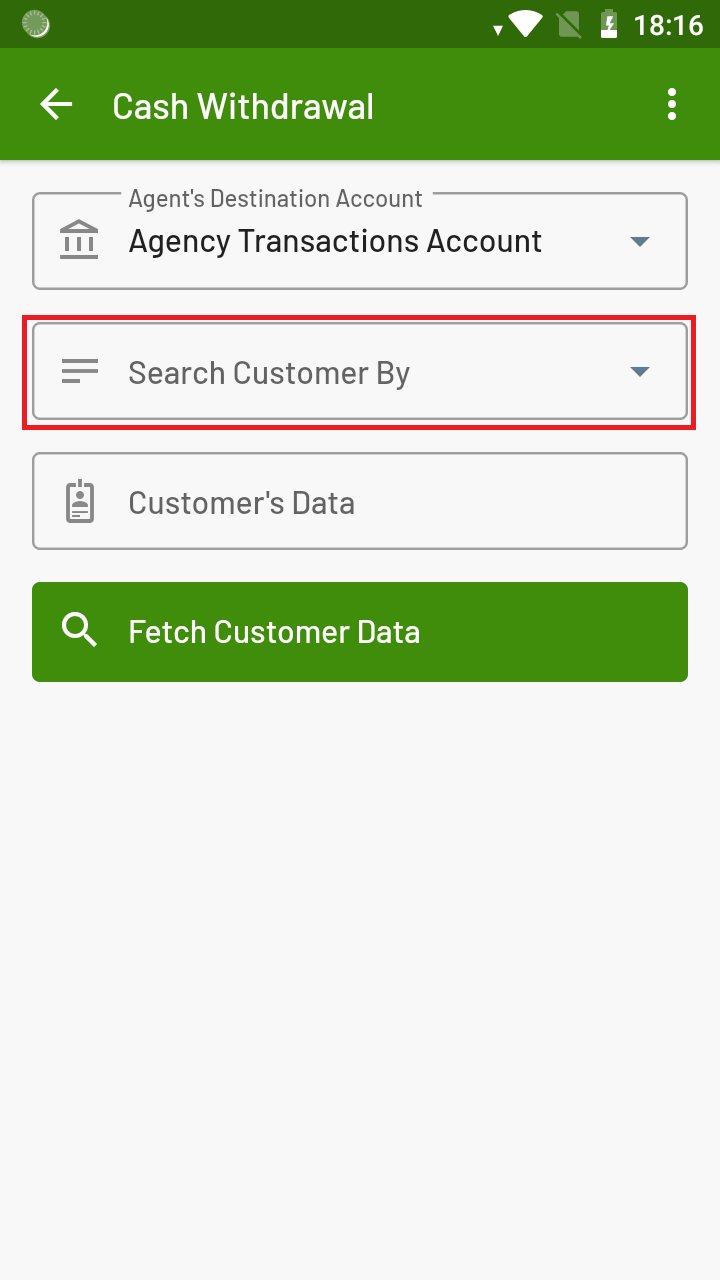 18:16
Cash Withdrawal
Agent's Destination Account
Agency Transactions Account
Search Customer By
Customer's Data
Fetch Customer Data